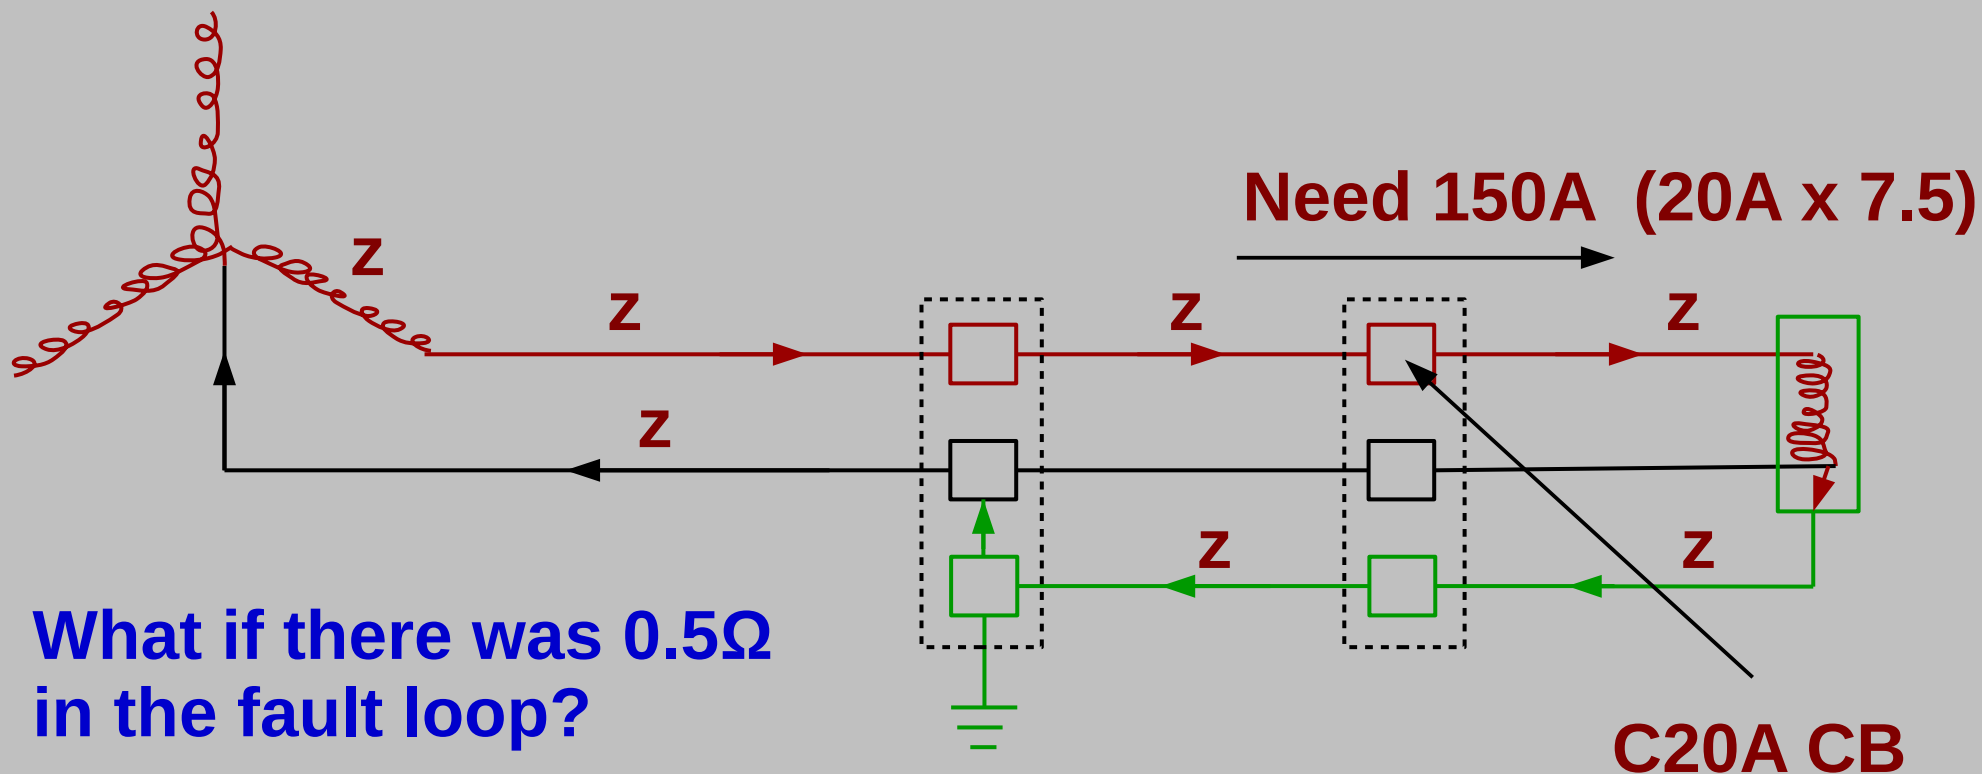 Need 150A (20A x 7.5)
z
z
z
z
z
z
z
What if there was 0.5Ω
in the fault loop?
C20A CB